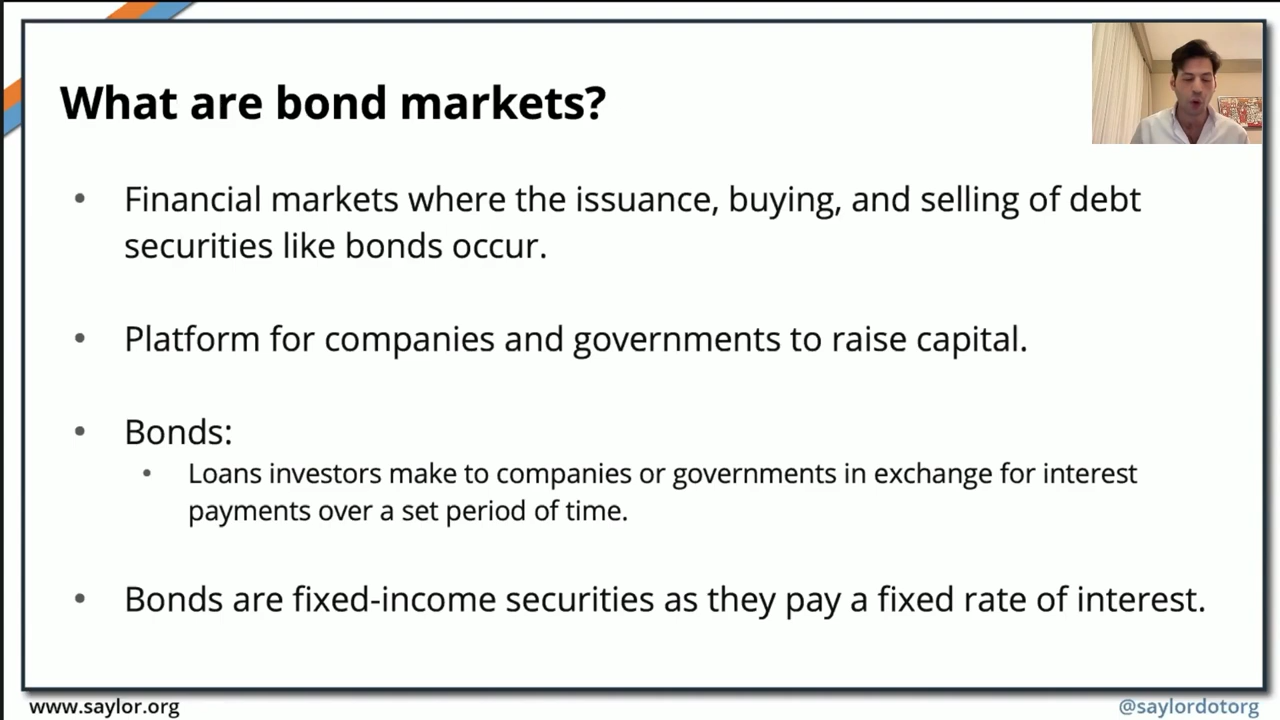 What are bond markets?
• Financial markets where the issuance, buying, and selling of debt
securities like bonds occur.
• Platform for companies and governments to raise capital.
• Bonds:
• Loans investors make to companies or governments in exchange for interest
payments over a set period of time.
• Bonds are fixed-income securities as they pay a fixed rate of interest.
www.saylor.org
@saylordotorg